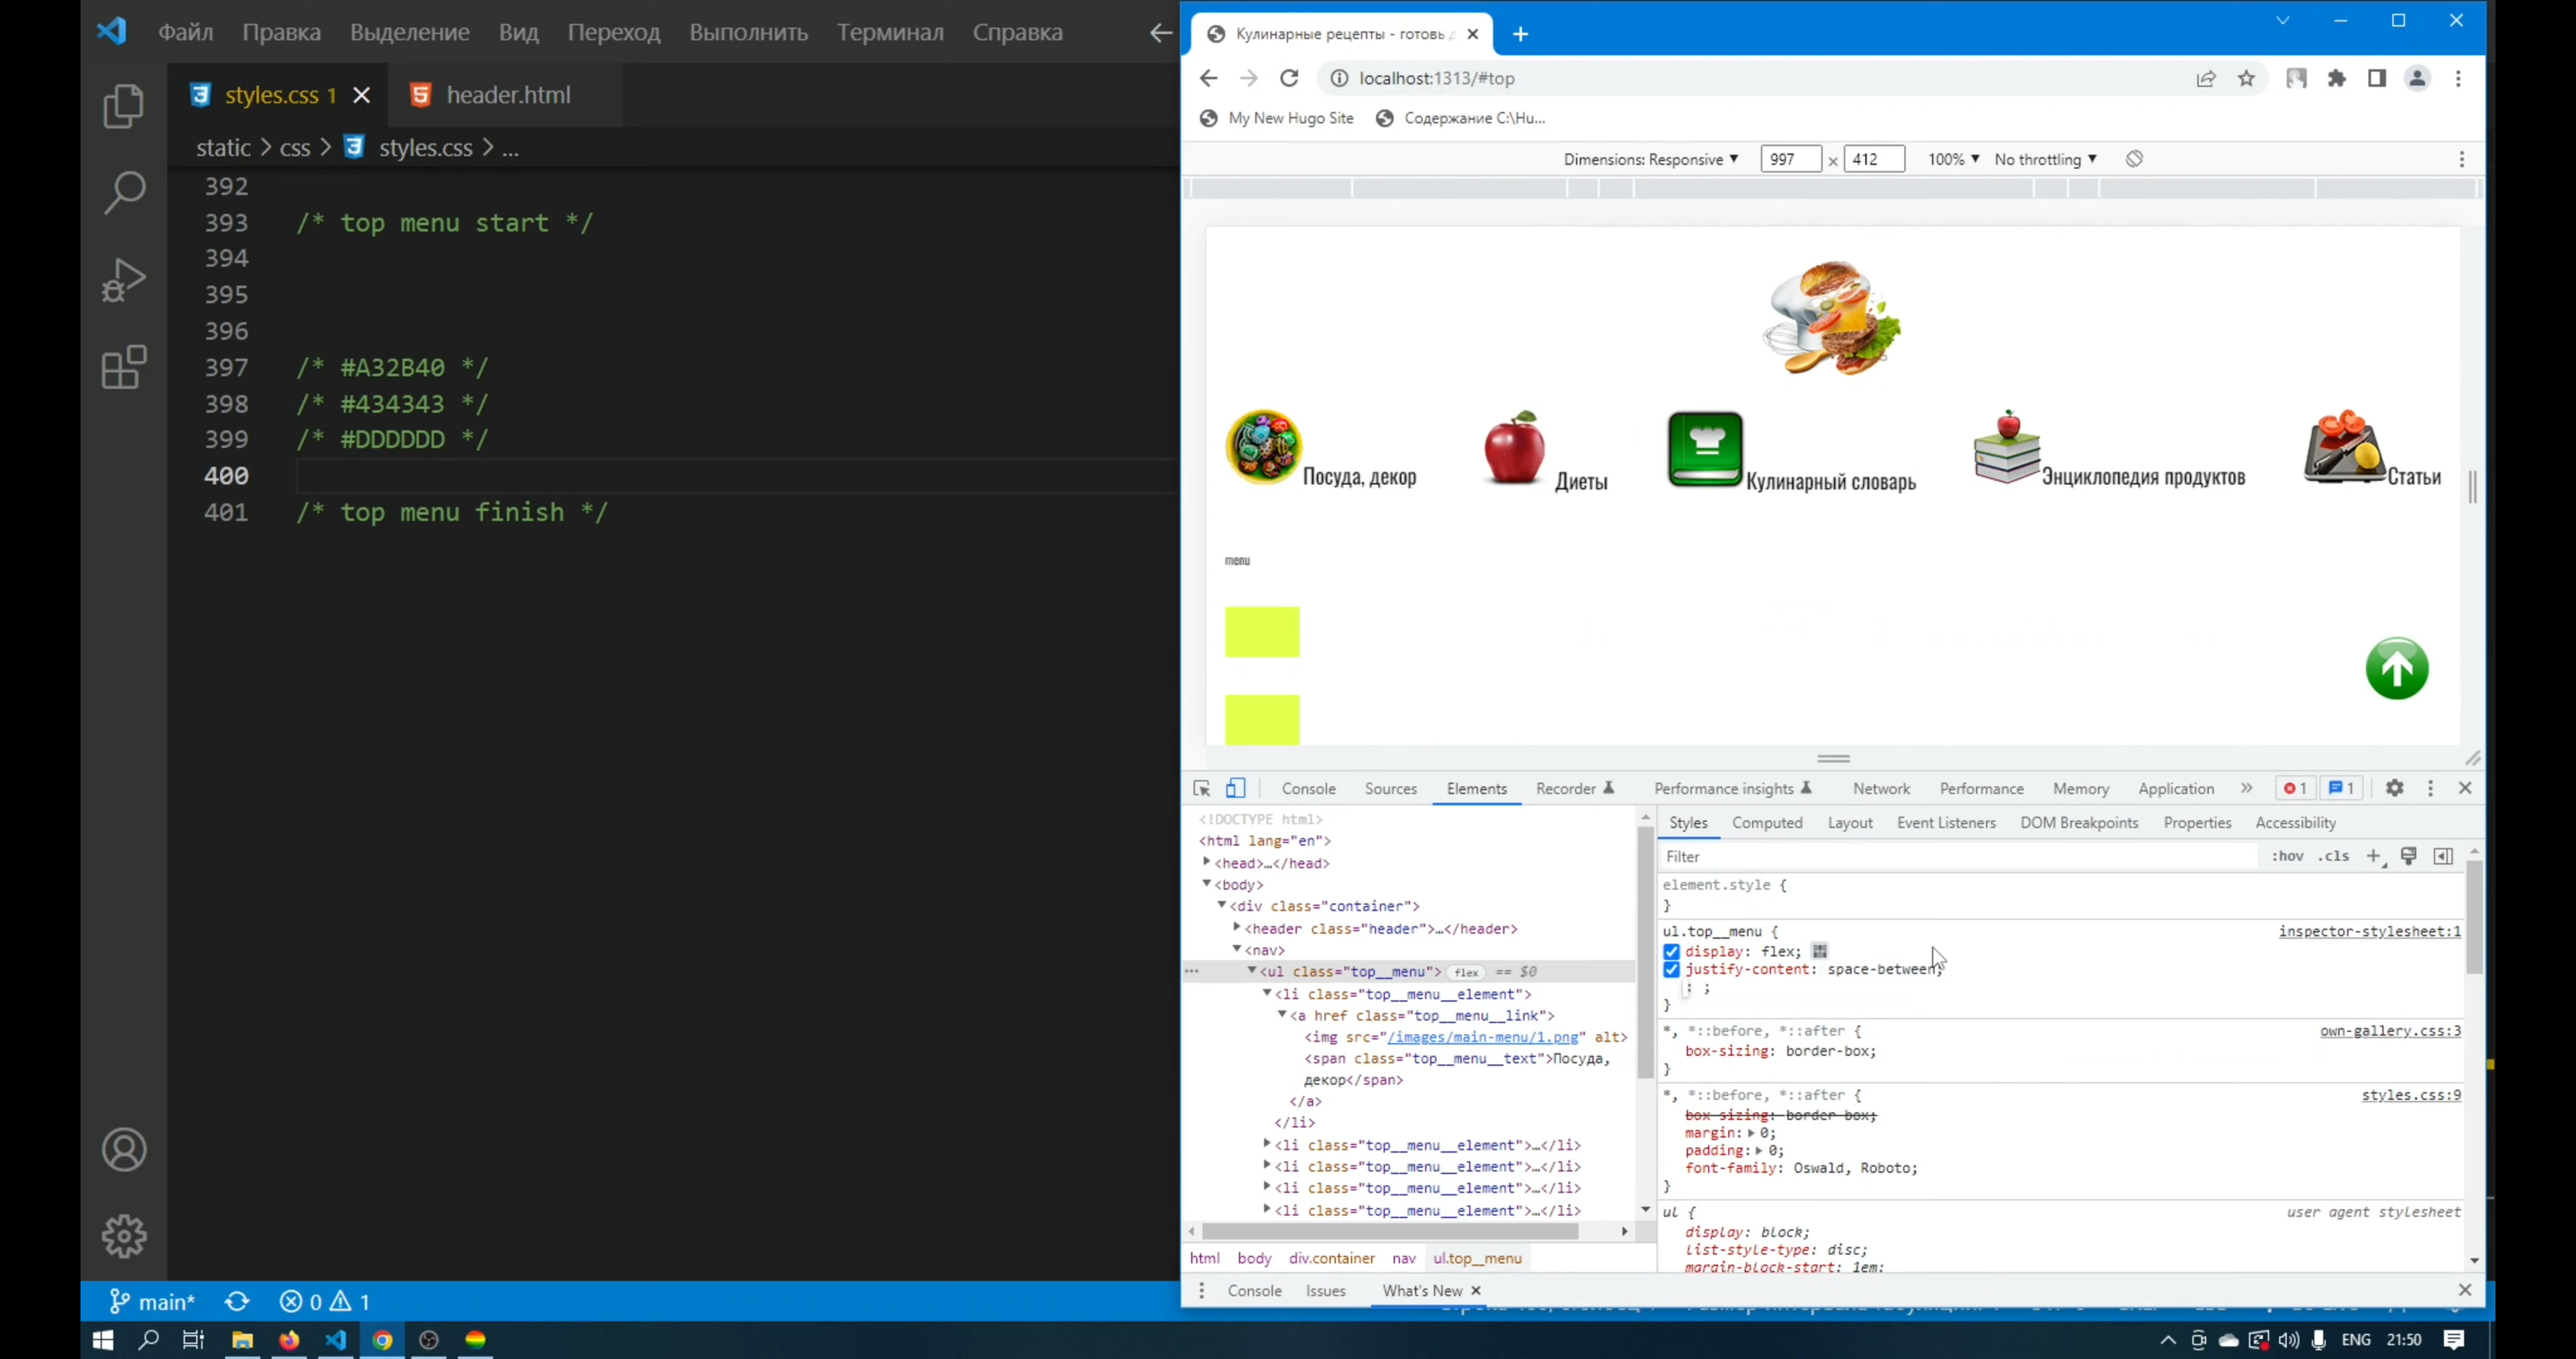 Файл Правка Выделение Вид Переход Выполнить Терминал Справка
styles.css 1
header.html
static > css > styles.css > ...
392
393 /* top menu start */
394
395
396
397 /* #A32B40 */
398 /* #434343 */
399 /* #DDDDDD */
400
401 /* top menu finish */
main* 0 1
Кулинарные рецепты - готовь
localhost:1313/#top
My New Hugo Site
Содержание C:\Hu...
Dimensions: Responsive 997 × 412 100% No throttling
Посуда, декор
Диеты
Кулинарный словарь
Энциклопедия продуктов
Статьи
menu
Console Sources Elements Recorder Performance insights Network Performance Memory Application » 1 1
<!DOCTYPE html>
<html lang="en">
<head>…</head>
<body>
<div class="container">
<header class="header">…</header>
<nav>
<ul class="top__menu"> flex == $0
<li class="top__menu__element">
<a href class="top__menu__link">
<img src="/images/main-menu/1.png" alt>
<span class="top__menu__text">Посуда,
декор</span>
</a>
</li>
<li class="top__menu__element">…</li>
<li class="top__menu__element">…</li>
<li class="top__menu__element">…</li>
<li class="top__menu__element">…</li>
html body div.container nav ul.top__menu
Styles Computed Layout Event Listeners DOM Breakpoints Properties Accessibility
Filter :hov .cls +
element.style {
}
ul.top__menu { inspector-stylesheet:1
display: flex;
justify-content: space-between;
: ;
}
*, *::before, *::after { own-gallery.css:3
box-sizing: border-box;
}
*, *::before, *::after { styles.css:9
box-sizing: border-box;
margin: 0;
padding: 0;
font-family: Oswald, Roboto;
}
ul { user agent stylesheet
display: block;
list-style-type: disc;
margin-block-start: 1em;
Console Issues What's New
ENG 21:50